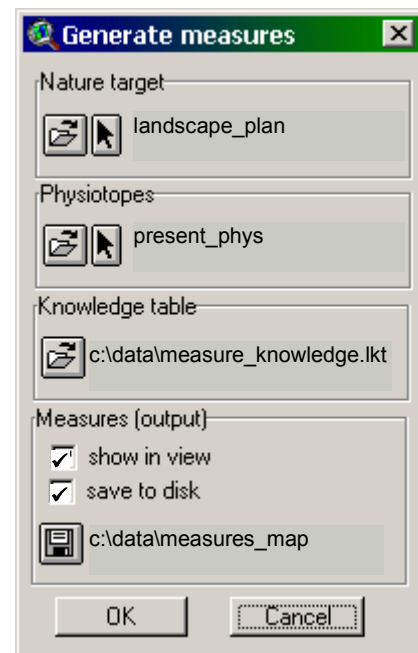 Generate measures
Nature target
landscape_plan
Physiotopes
present_phys
Knowledge table
c:\data\measure_knowledge.lkt
Measures (output)
show in view
save to disk
c:\data\measures_map
OK
Cancel